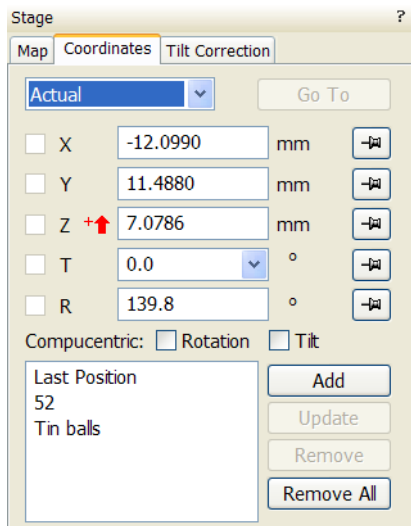 Stage ?
Map Coordinates Tilt Correction
Actual Go To
X -12.0990 mm
Y 11.4880 mm
Z + 7.0786 mm
T 0.0 °
R 139.8 °
Compucentric: Rotation Tilt
Last Position Add
52 Update
Tin balls Remove
Remove All